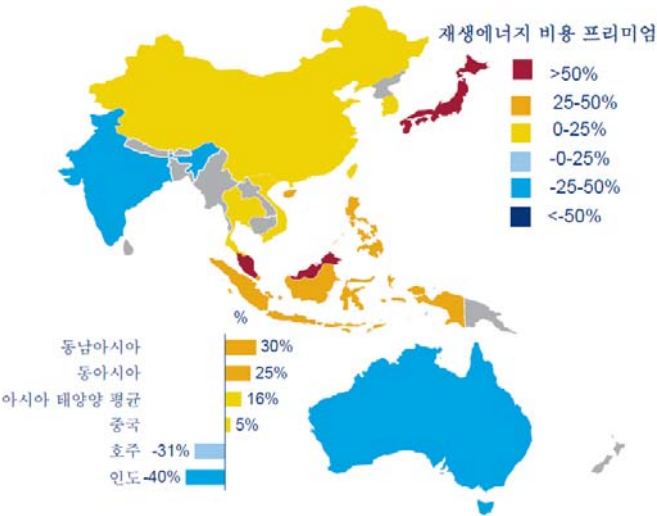 재생에너지 비용 프리미엄
>50%
25-50%
0-25%
-0-25%
-25-50%
<-50%
%
동남아시아 30%
동아시아 25%
아시아 태양양 평균 16%
중국 5%
호주 -31%
인도 -40%